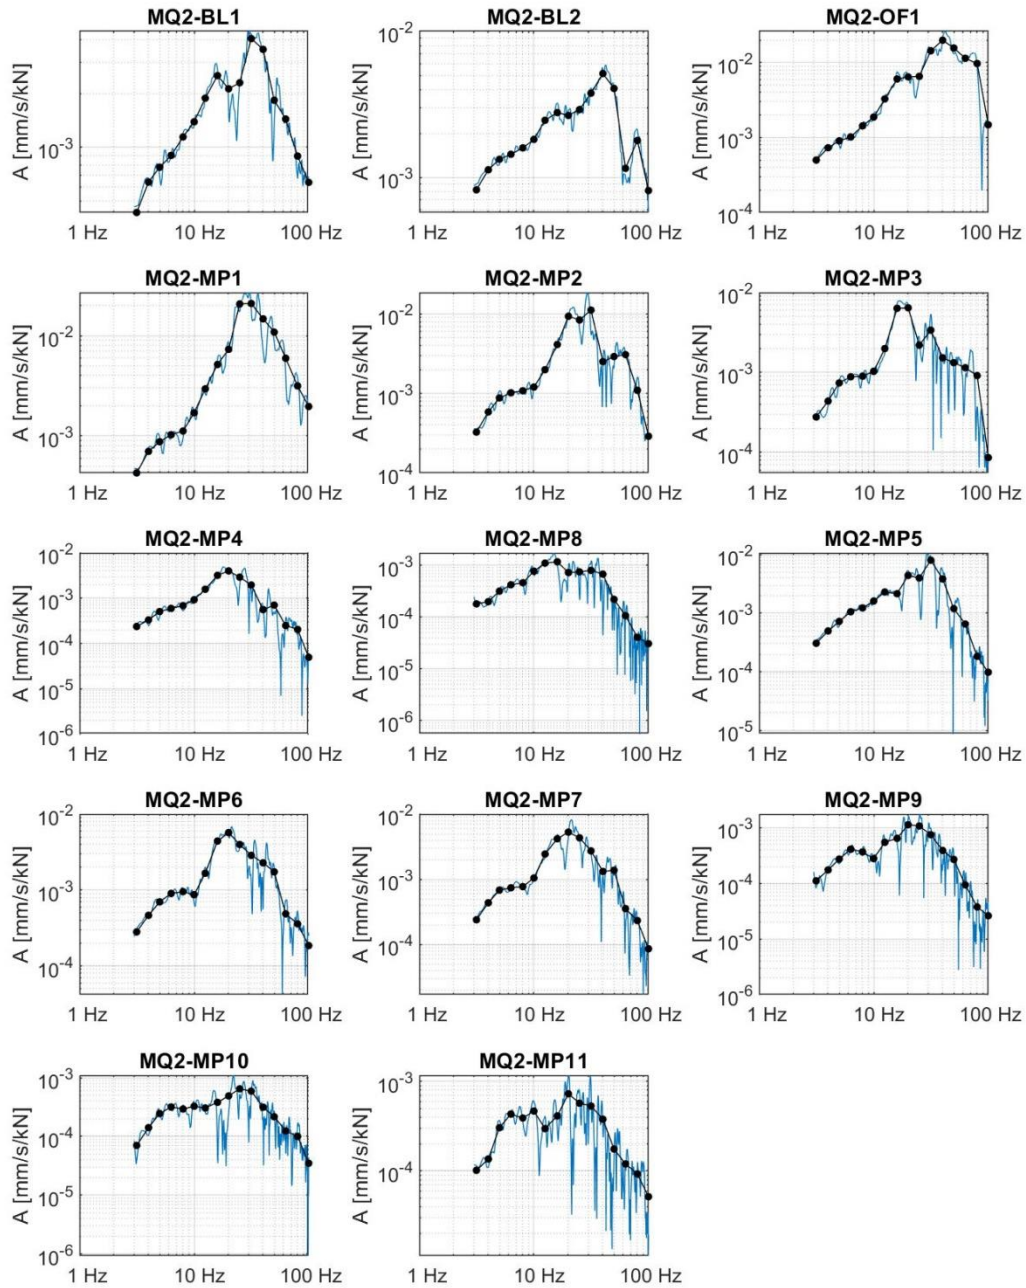 MQ2-BL1 MQ2-BL2 MQ2-OF1
A [mm/s/kN] 10-3 1 Hz 10 Hz 100 Hz
A [mm/s/kN] 10-2 10-3 1 Hz 10 Hz 100 Hz
A [mm/s/kN] 10-2 10-3 10-4 1 Hz 10 Hz 100 Hz
MQ2-MP1 MQ2-MP2 MQ2-MP3
A [mm/s/kN] 10-2 10-3 1 Hz 10 Hz 100 Hz
A [mm/s/kN] 10-2 10-3 10-4 1 Hz 10 Hz 100 Hz
A [mm/s/kN] 10-2 10-3 10-4 1 Hz 10 Hz 100 Hz
MQ2-MP4 MQ2-MP8 MQ2-MP5
A [mm/s/kN] 10-2 10-3 10-4 10-5 10-6 1 Hz 10 Hz 100 Hz
A [mm/s/kN] 10-3 10-4 10-5 10-6 1 Hz 10 Hz 100 Hz
A [mm/s/kN] 10-2 10-3 10-4 10-5 1 Hz 10 Hz 100 Hz
MQ2-MP6 MQ2-MP7 MQ2-MP9
A [mm/s/kN] 10-2 10-3 10-4 1 Hz 10 Hz 100 Hz
A [mm/s/kN] 10-2 10-3 10-4 1 Hz 10 Hz 100 Hz
A [mm/s/kN] 10-3 10-4 10-5 10-6 1 Hz 10 Hz 100 Hz
MQ2-MP10 MQ2-MP11
A [mm/s/kN] 10-3 10-4 10-5 10-6 1 Hz 10 Hz 100 Hz
A [mm/s/kN] 10-3 10-4 1 Hz 10 Hz 100 Hz